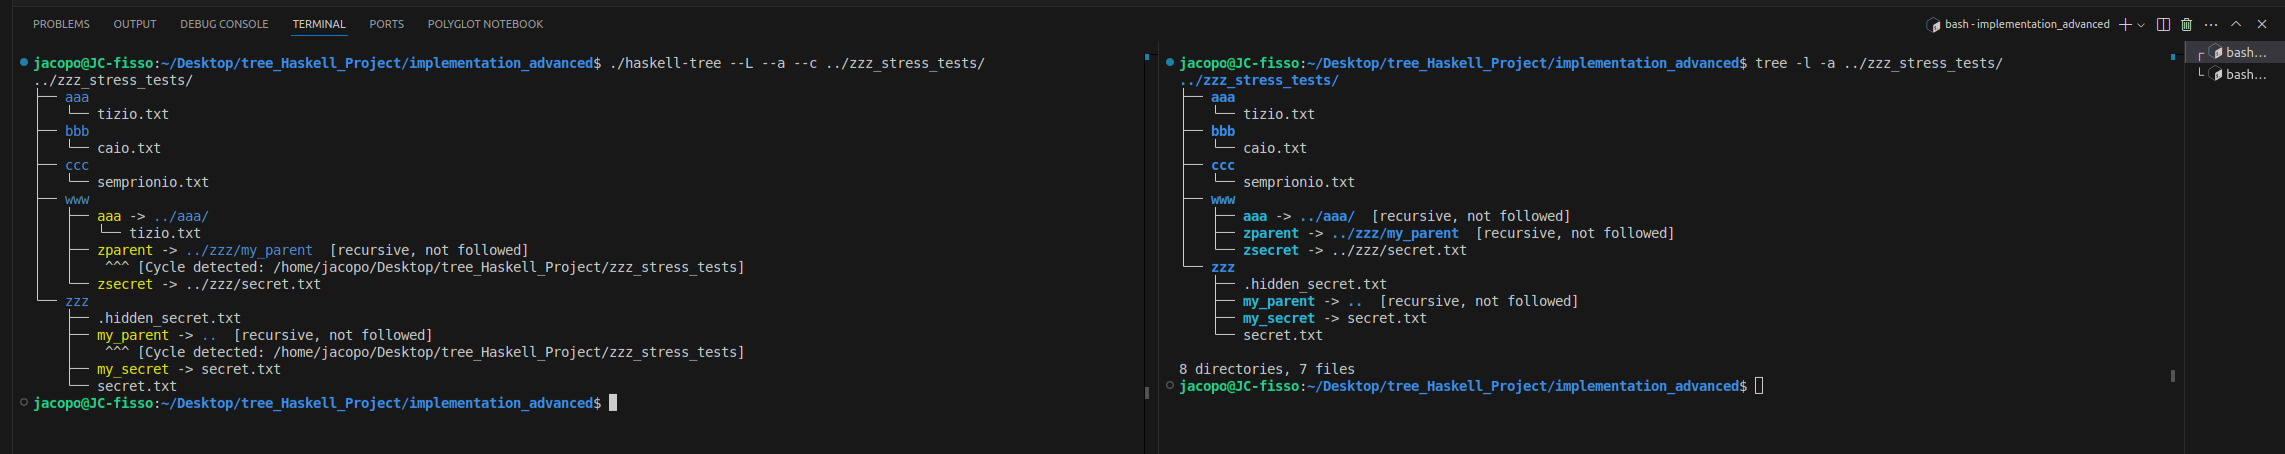 PROBLEMS OUTPUT DEBUG CONSOLE TERMINAL PORTS POLYGLOT NOTEBOOK
bash - implementation_advanced
jacopo@JC-fisso:~/Desktop/tree_Haskell_Project/implementation_advanced$ ./haskell-tree --L --a --c ../zzz_stress_tests/
../zzz_stress_tests/
├── aaa
│   └── tizio.txt
├── bbb
│   └── caio.txt
├── ccc
│   └── semprionio.txt
├── www
│   ├── aaa -> ../aaa/
│   │   └── tizio.txt
│   ├── zparent -> ../zzz/my_parent  [recursive, not followed]
│   │    ^^^ [Cycle detected: /home/jacopo/Desktop/tree_Haskell_Project/zzz_stress_tests]
│   └── zsecret -> ../zzz/secret.txt
└── zzz
    ├── .hidden_secret.txt
    ├── my_parent -> ..  [recursive, not followed]
    │    ^^^ [Cycle detected: /home/jacopo/Desktop/tree_Haskell_Project/zzz_stress_tests]
    ├── my_secret -> secret.txt
    └── secret.txt
jacopo@JC-fisso:~/Desktop/tree_Haskell_Project/implementation_advanced$
jacopo@JC-fisso:~/Desktop/tree_Haskell_Project/implementation_advanced$ tree -l -a ../zzz_stress_tests/
../zzz_stress_tests/
├── aaa
│   └── tizio.txt
├── bbb
│   └── caio.txt
├── ccc
│   └── semprionio.txt
├── www
│   ├── aaa -> ../aaa/  [recursive, not followed]
│   ├── zparent -> ../zzz/my_parent  [recursive, not followed]
│   └── zsecret -> ../zzz/secret.txt
└── zzz
    ├── .hidden_secret.txt
    ├── my_parent -> ..  [recursive, not followed]
    ├── my_secret -> secret.txt
    └── secret.txt
8 directories, 7 files
jacopo@JC-fisso:~/Desktop/tree_Haskell_Project/implementation_advanced$
bash...
bash...